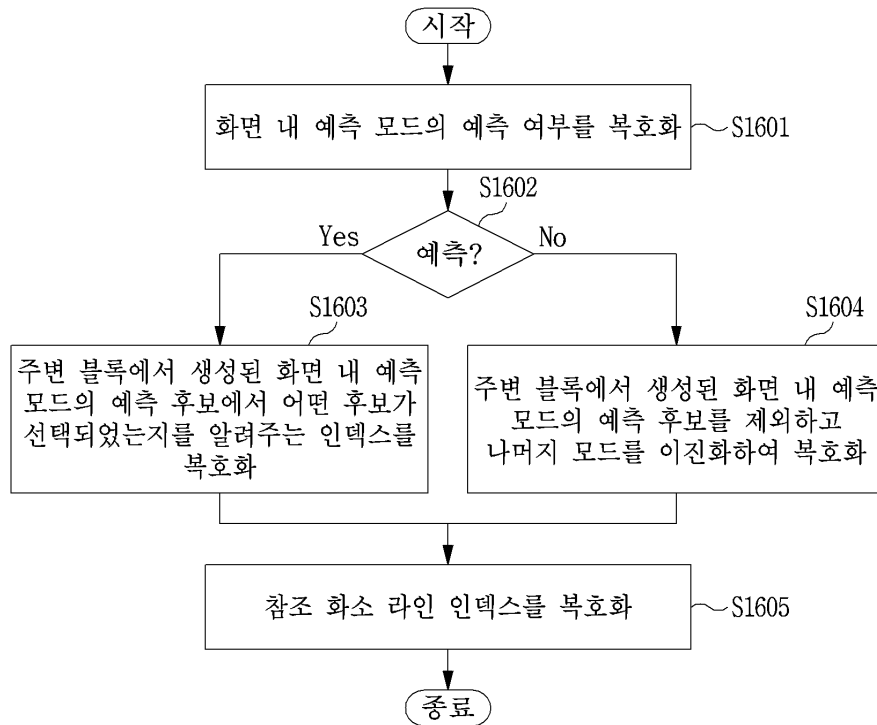 시작
화면 내 예측 모드의 예측 여부를 복호화
S1601
S1602
예측?
Yes
No
S1603
주변 블록에서 생성된 화면 내 예측
모드의 예측 후보에서 어떤 후보가
선택되었는지를 알려주는 인덱스를
복호화
S1604
주변 블록에서 생성된 화면 내 예측
모드의 예측 후보를 제외하고
나머지 모드를 이진화하여 복호화
참조 화소 라인 인덱스를 복호화
S1605
종료